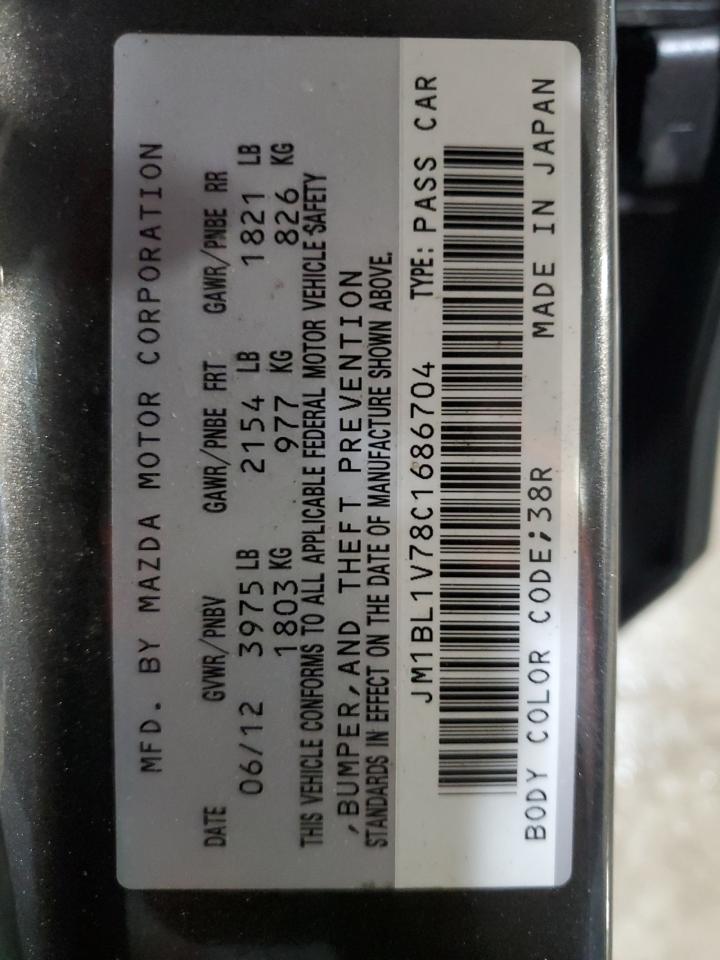 MFD. BY MAZDA MOTOR CORPORATION
DATE GVWR/PNBV GAWR/PNBE FRT GAWR/PNBE RR
06/12 3975 LB 2154 LB 1821 LB
1803 KG 977 KG 826 KG
THIS VEHICLE CONFORMS TO ALL APPLICABLE FEDERAL MOTOR VEHICLE SAFETY
,BUMPER,AND THEFT PREVENTION
STANDARDS IN EFFECT ON THE DATE OF MANUFACTURE SHOWN ABOVE.
JM1BL1V78C1686704 TYPE: PASS CAR
BODY COLOR CODE;38R MADE IN JAPAN